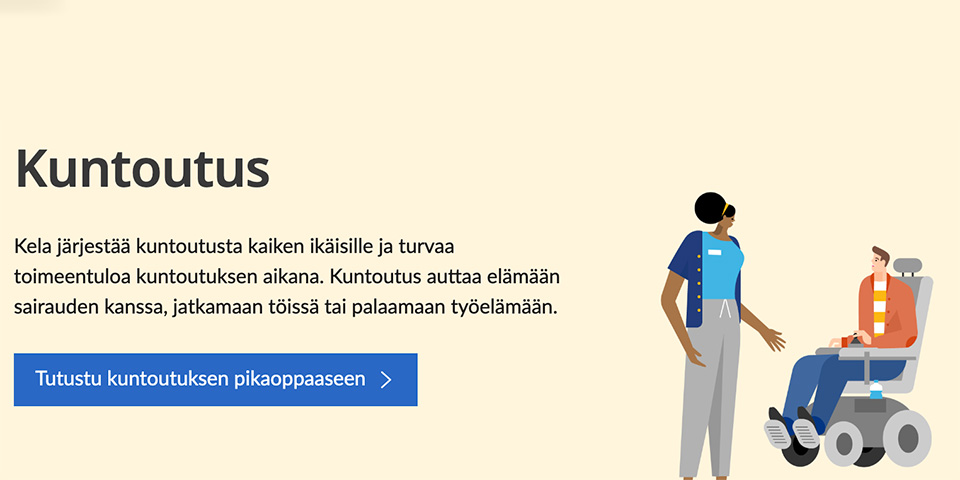 Kuntoutus
Kela järjestää kuntoutusta kaiken ikäisille ja turvaa
toimeentuloa kuntoutuksen aikana. Kuntoutus auttaa elämään
sairauden kanssa, jatkamaan töissä tai palaamaan työelämään.
Tutustu kuntoutuksen pikaoppaaseen